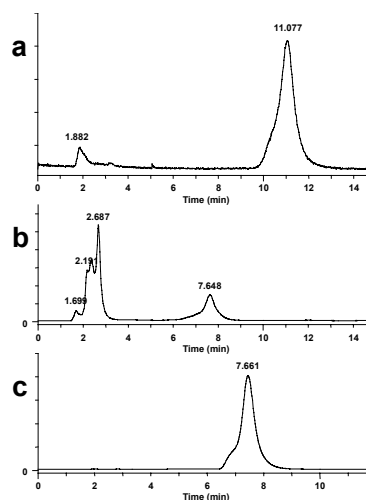 a
11.077
1.882
0 2 4 6 8 10 12 14
Time (min)
b
2.687
2.191
1.699
7.648
0
0 2 4 6 8 10 12 14
Time (min)
c
7.661
0
0 2 4 6 8 10
Time (min)